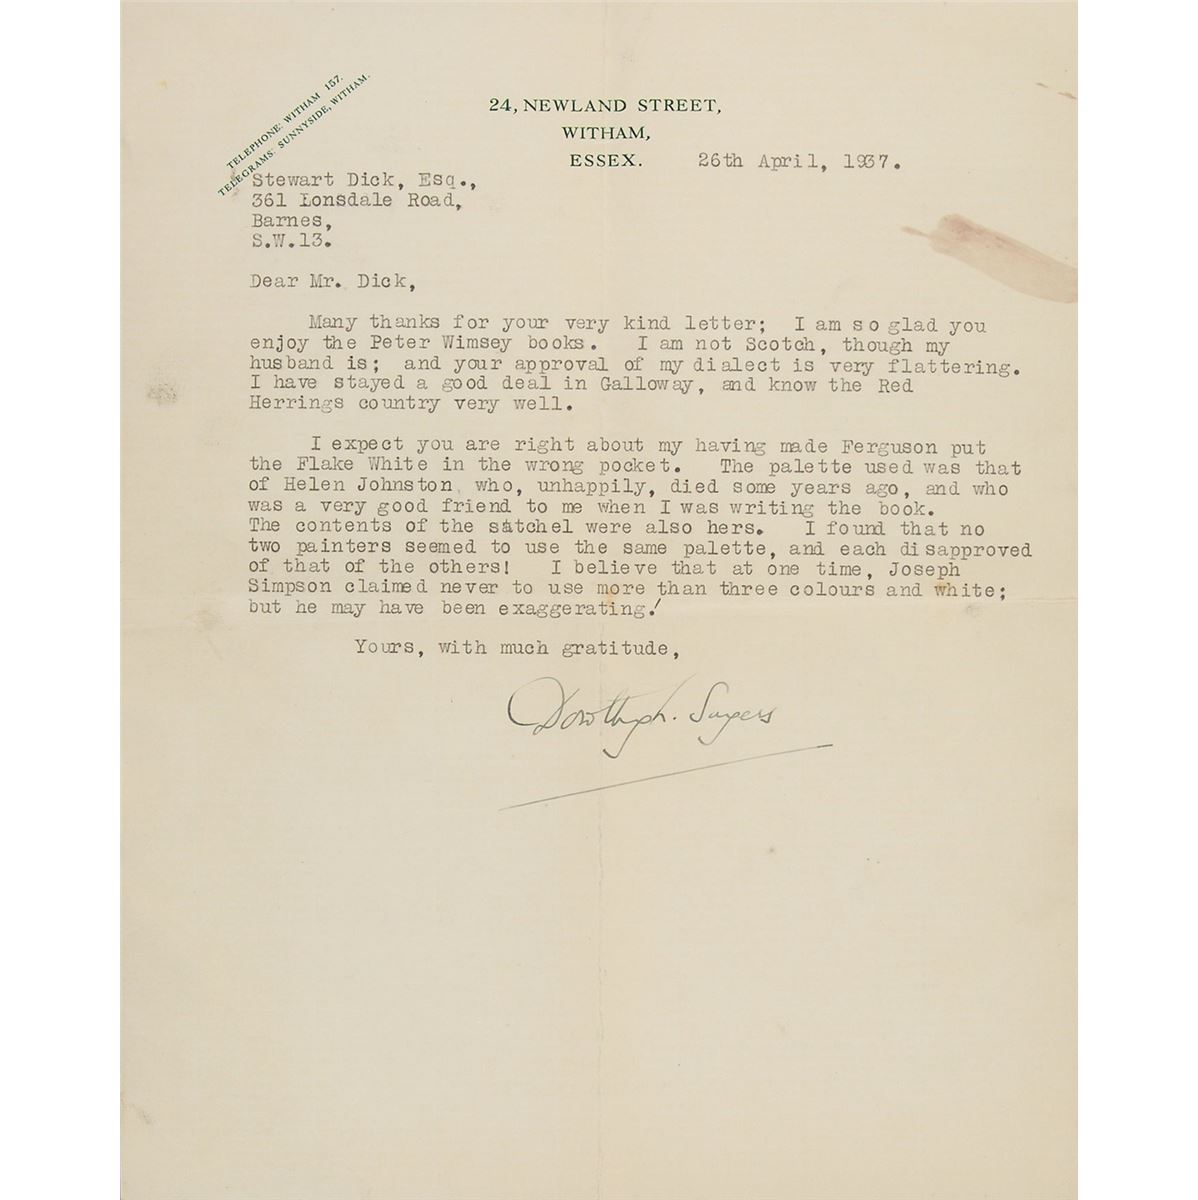 TELEPHONE: WITHAM 157.
TELEGRAMS: SUNNYSIDE, WITHAM.
24, NEWLAND STREET,
WITHAM,
ESSEX.
26th April, 1937.
Stewart Dick, Esq.,
361 Lonsdale Road,
Barnes,
S.W.13.
Dear Mr. Dick,
Many thanks for your very kind letter; I am so glad you
enjoy the Peter Wimsey books. I am not Scotch, though my
husband is; and your approval of my dialect is very flattering.
I have stayed a good deal in Galloway, and know the Red
Herrings country very well.
I expect you are right about my having made Ferguson put
the Flake White in the wrong pocket. The palette used was that
of Helen Johnston who, unhappily, died some years ago, and who
was a very good friend to me when I was writing the book.
The contents of the satchel were also hers. I found that no
two painters seemed to use the same palette, and each disapproved
of that of the others! I believe that at one time, Joseph
Simpson claimed never to use more than three colours and white;
but he may have been exaggerating!
Yours, with much gratitude,
Dorothy L. Sayers